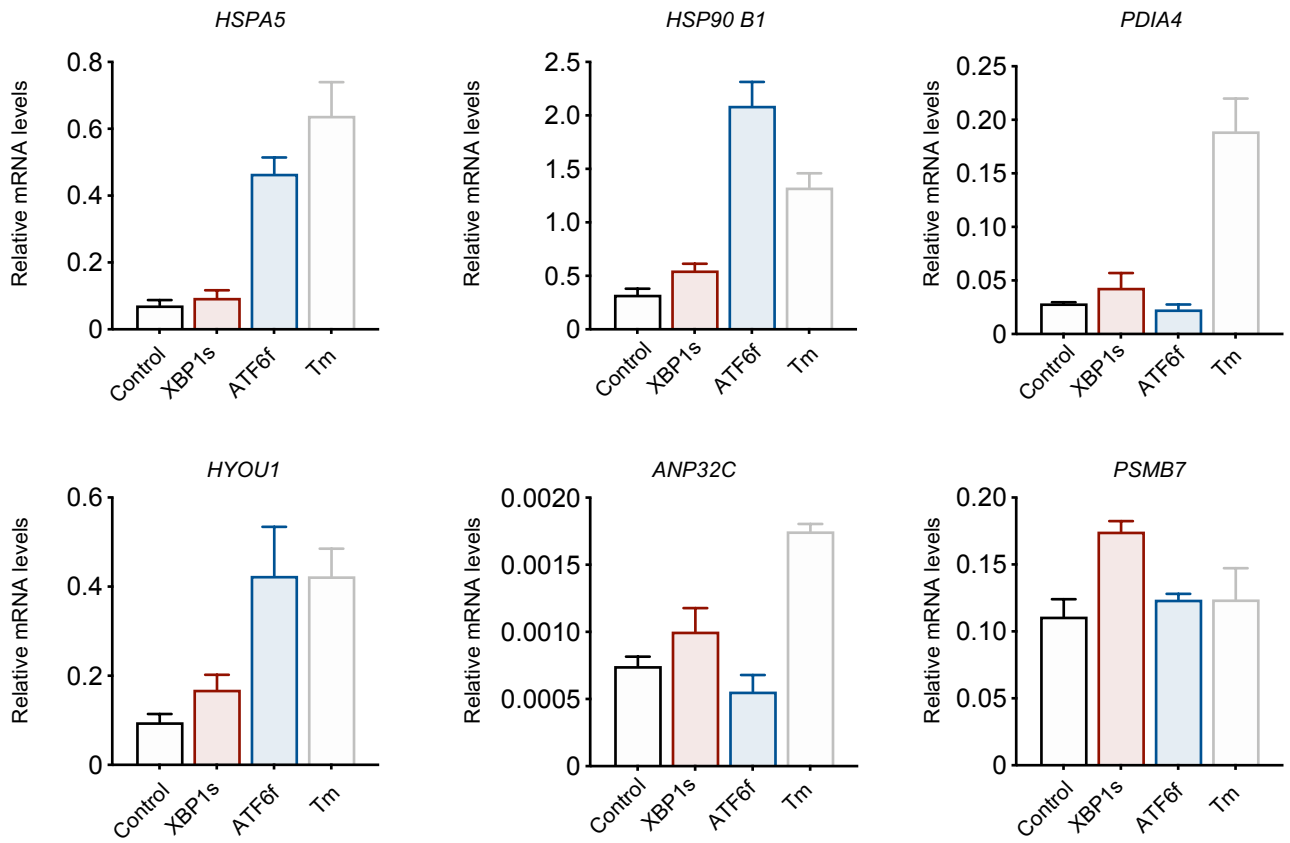 HSPA5
Relative mRNA levels
0.8
0.6
0.4
0.2
0
Control
XBP1s
ATF6f
Tm
HSP90 B1
Relative mRNA levels
2.5
2.0
1.5
1.0
0.5
0
Control
XBP1s
ATF6f
Tm
PDIA4
Relative mRNA levels
0.25
0.20
0.15
0.10
0.05
0
Control
XBP1s
ATF6f
Tm
HYOU1
Relative mRNA levels
0.6
0.4
0.2
0
Control
XBP1s
ATF6f
Tm
ANP32C
Relative mRNA levels
0.0020
0.0015
0.0010
0.0005
0
Control
XBP1s
ATF6f
Tm
PSMB7
Relative mRNA levels
0.20
0.15
0.10
0.05
0
Control
XBP1s
ATF6f
Tm